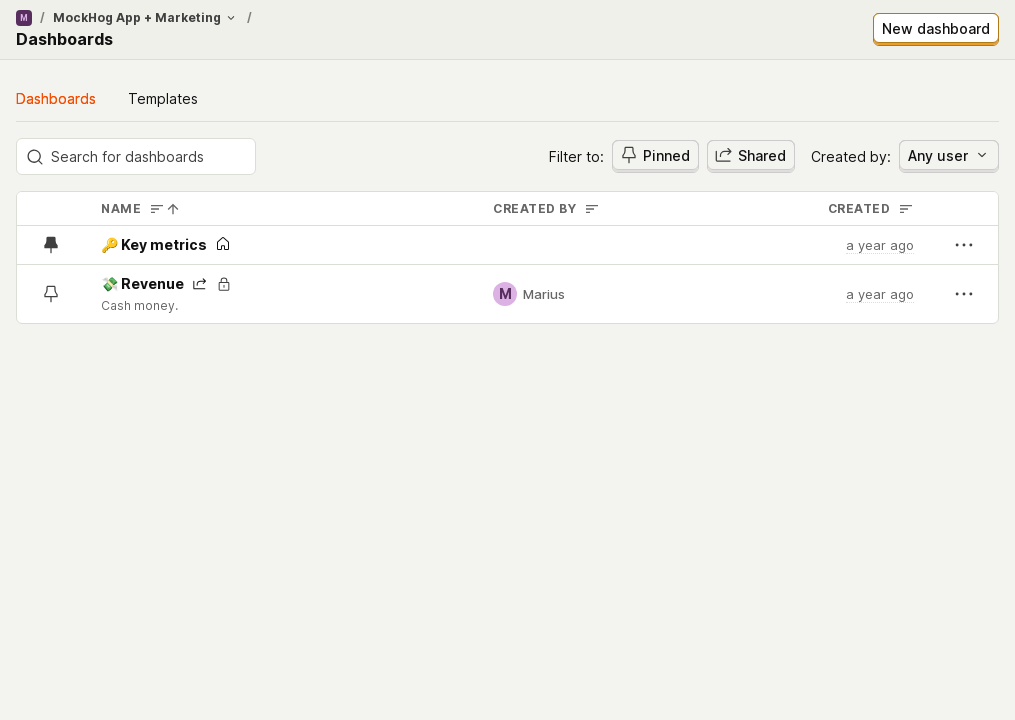 M / MockHog App + Marketing /
Dashboards
New dashboard
Dashboards Templates
Search for dashboards
Filter to: Pinned Shared Created by: Any user
NAME CREATED BY CREATED
🔑 Key metrics a year ago
💸 Revenue
Cash money.
M Marius a year ago